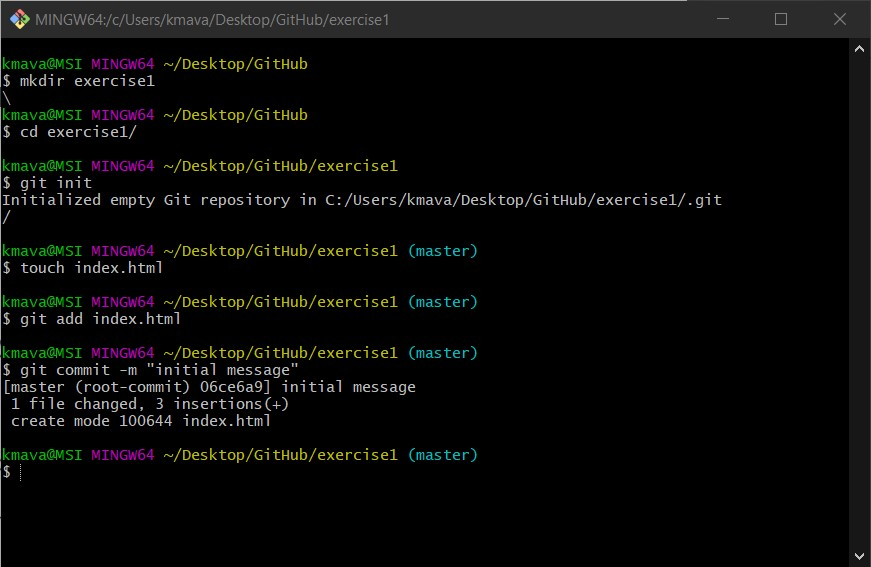 MINGW64:/c/Users/kmava/Desktop/GitHub/exercise1
kmava@MSI MINGW64 ~/Desktop/GitHub
$ mkdir exercise1
\
kmava@MSI MINGW64 ~/Desktop/GitHub
$ cd exercise1/
kmava@MSI MINGW64 ~/Desktop/GitHub/exercise1
$ git init
Initialized empty Git repository in C:/Users/kmava/Desktop/GitHub/exercise1/.git
/
kmava@MSI MINGW64 ~/Desktop/GitHub/exercise1 (master)
$ touch index.html
kmava@MSI MINGW64 ~/Desktop/GitHub/exercise1 (master)
$ git add index.html
kmava@MSI MINGW64 ~/Desktop/GitHub/exercise1 (master)
$ git commit -m "initial message"
[master (root-commit) 06ce6a9] initial message
 1 file changed, 3 insertions(+)
 create mode 100644 index.html
kmava@MSI MINGW64 ~/Desktop/GitHub/exercise1 (master)
$